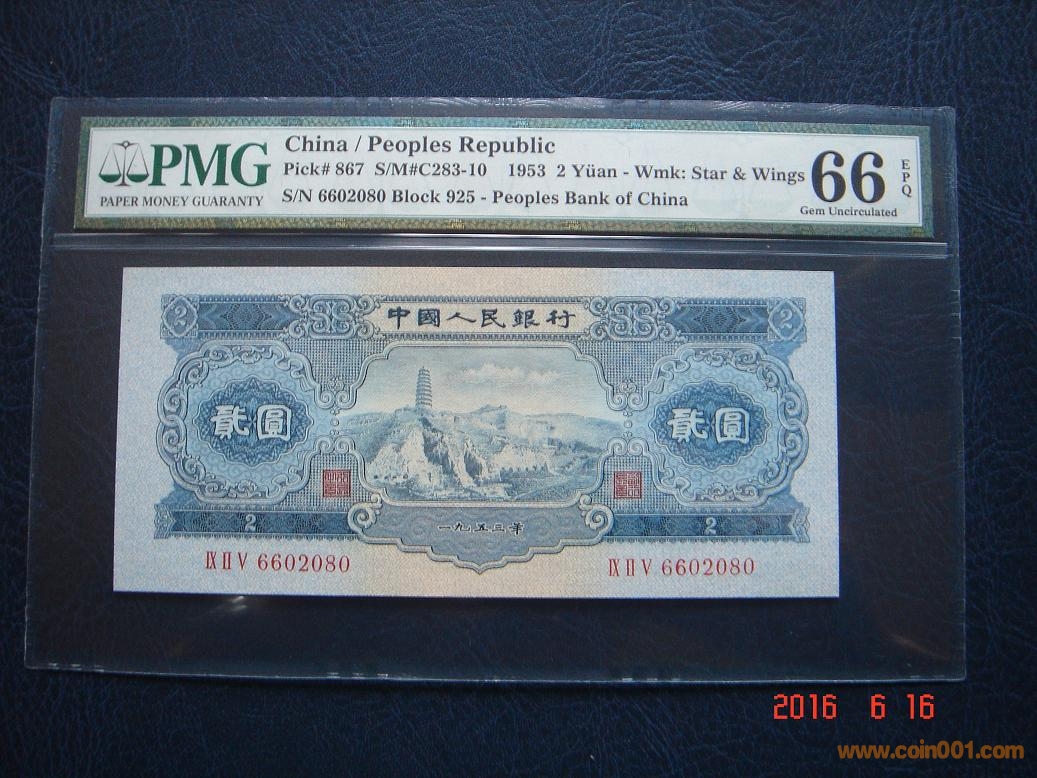 China / Peoples Republic
PMG
PAPER MONEY GUARANTY
Pick# 867 S/M#C283-10 1953 2 Yüan - Wmk: Star & Wings
S/N 6602080 Block 925 - Peoples Bank of China
66
EPQ
Gem Uncirculated
2
中國人民銀行
2
貳圓
貳圓
2
一九五三年
2
IX II V 6602080
IX II V 6602080
2016 6 16
www.coin001.com